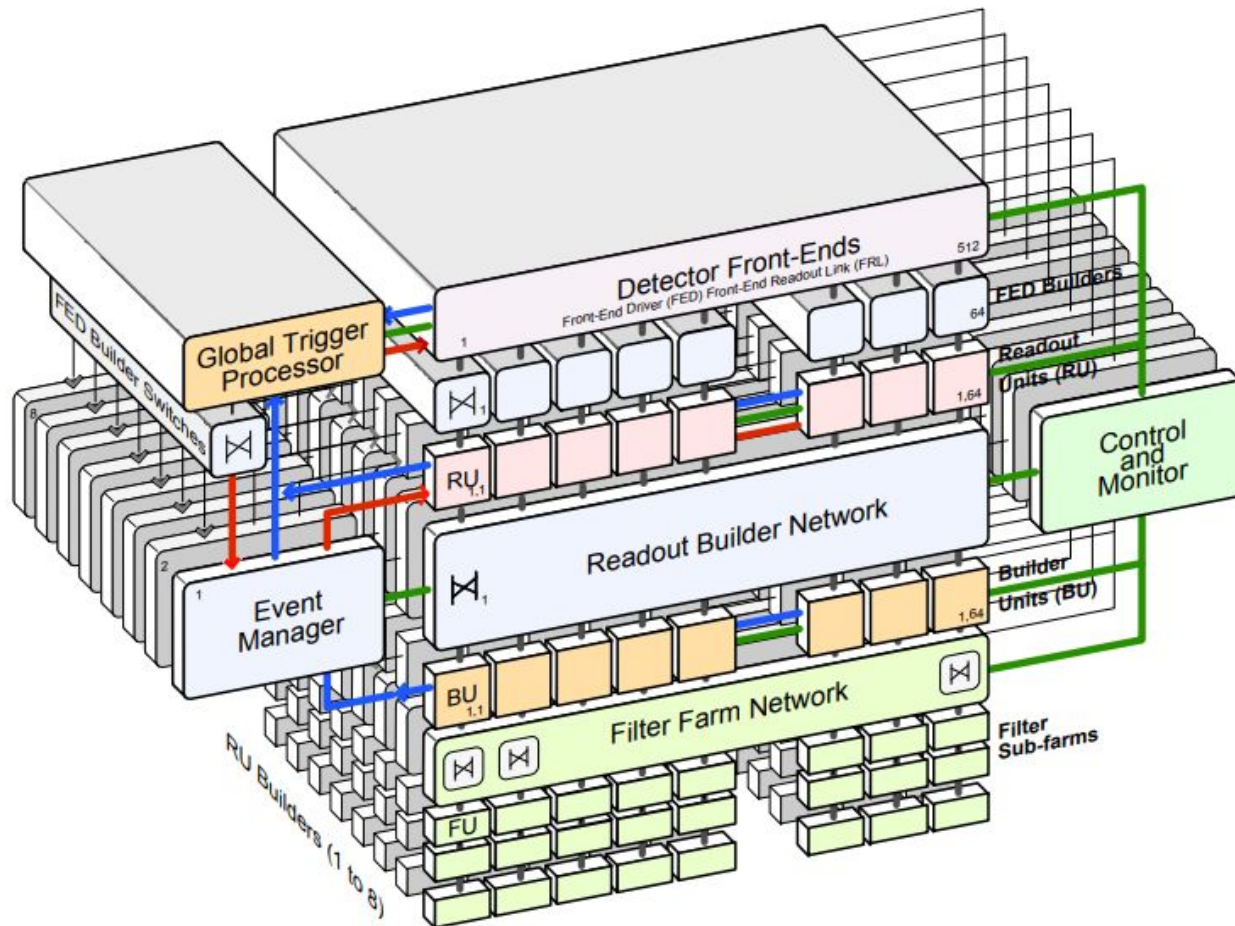 Detector Front-Ends
Front-End Driver (FED) Front-End Readout Link (FRL)
1
512
FED Builders
64
1
Global Trigger
Processor
FED Builder Switches
Readout
Units (RU)
1,64
RU
1,1
Control
and
Monitor
8
2
1
Event
Manager
Readout Builder Network
1
Builder
Units (BU)
1,64
BU
1,1
Filter Farm Network
Filter
Sub-farms
FU
RU Builders (1 to 8)